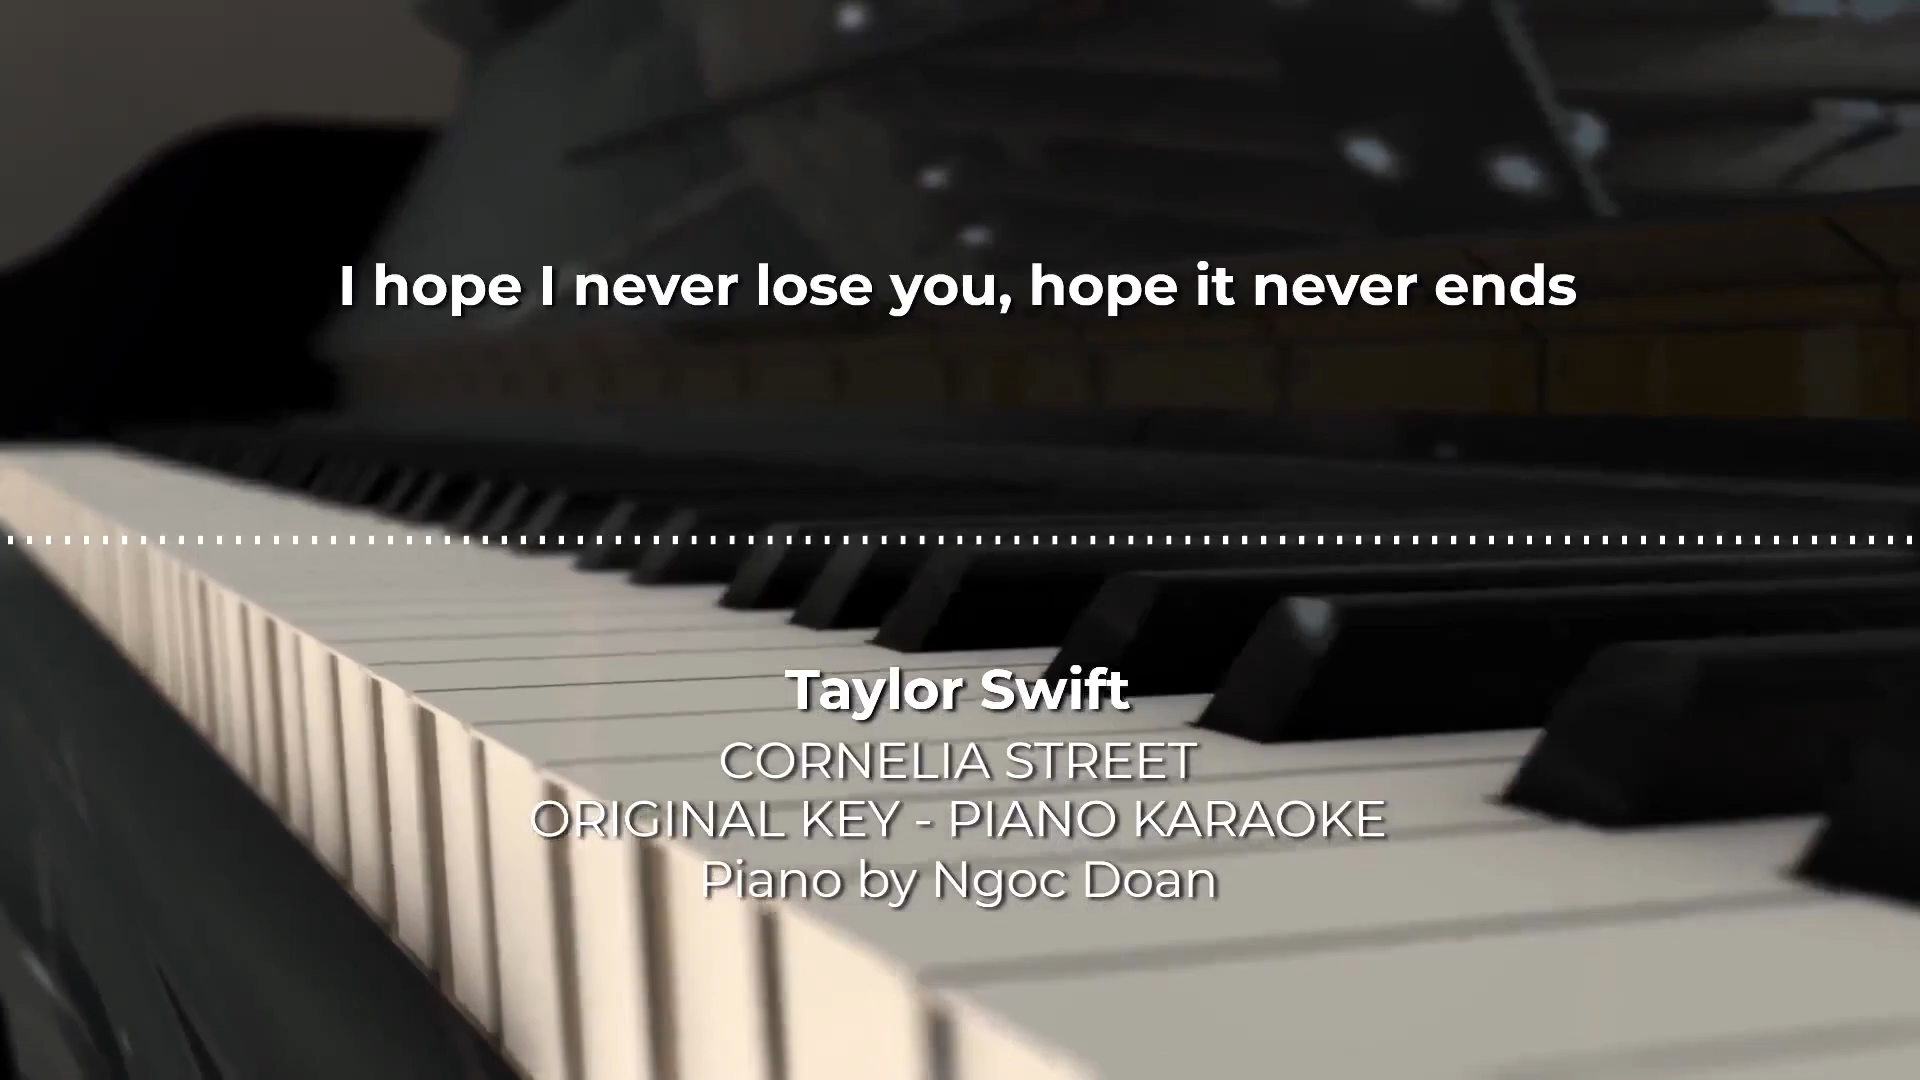 I hope I never lose you, hope it never ends
Taylor Swift
CORNELIA STREET
ORIGINAL KEY - PIANO KARAOKE
Piano by Ngoc Doan